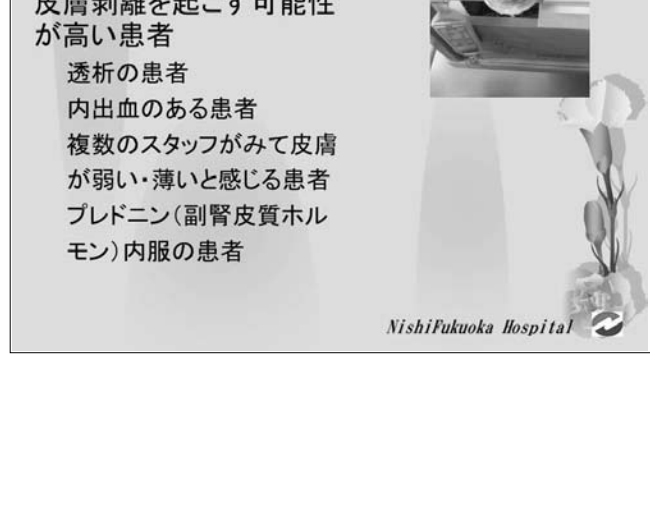 皮膚剥離を起こす可能性
が高い患者
透析の患者
内出血のある患者
複数のスタッフがみて皮膚
が弱い・薄いと感じる患者
プレドニン（副腎皮質ホル
モン）内服の患者
NishiFukuoka Hospital